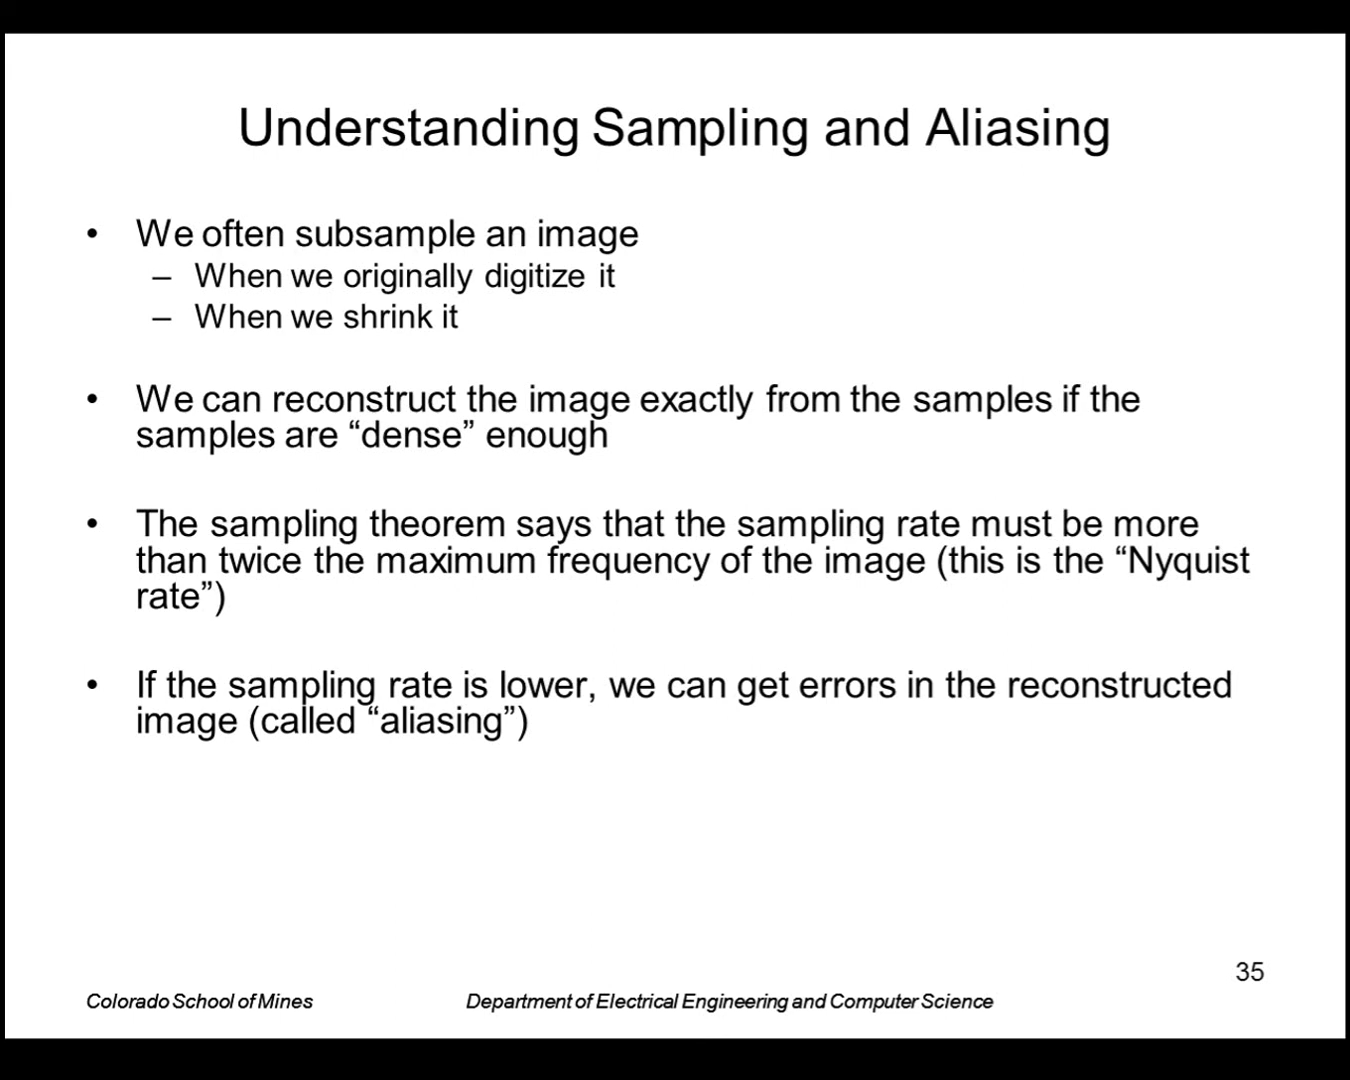 Understanding Sampling and Aliasing
• We often subsample an image
– When we originally digitize it
– When we shrink it
• We can reconstruct the image exactly from the samples if the
samples are “dense” enough
• The sampling theorem says that the sampling rate must be more
than twice the maximum frequency of the image (this is the “Nyquist
rate”)
• If the sampling rate is lower, we can get errors in the reconstructed
image (called “aliasing”)
35
Colorado School of Mines Department of Electrical Engineering and Computer Science